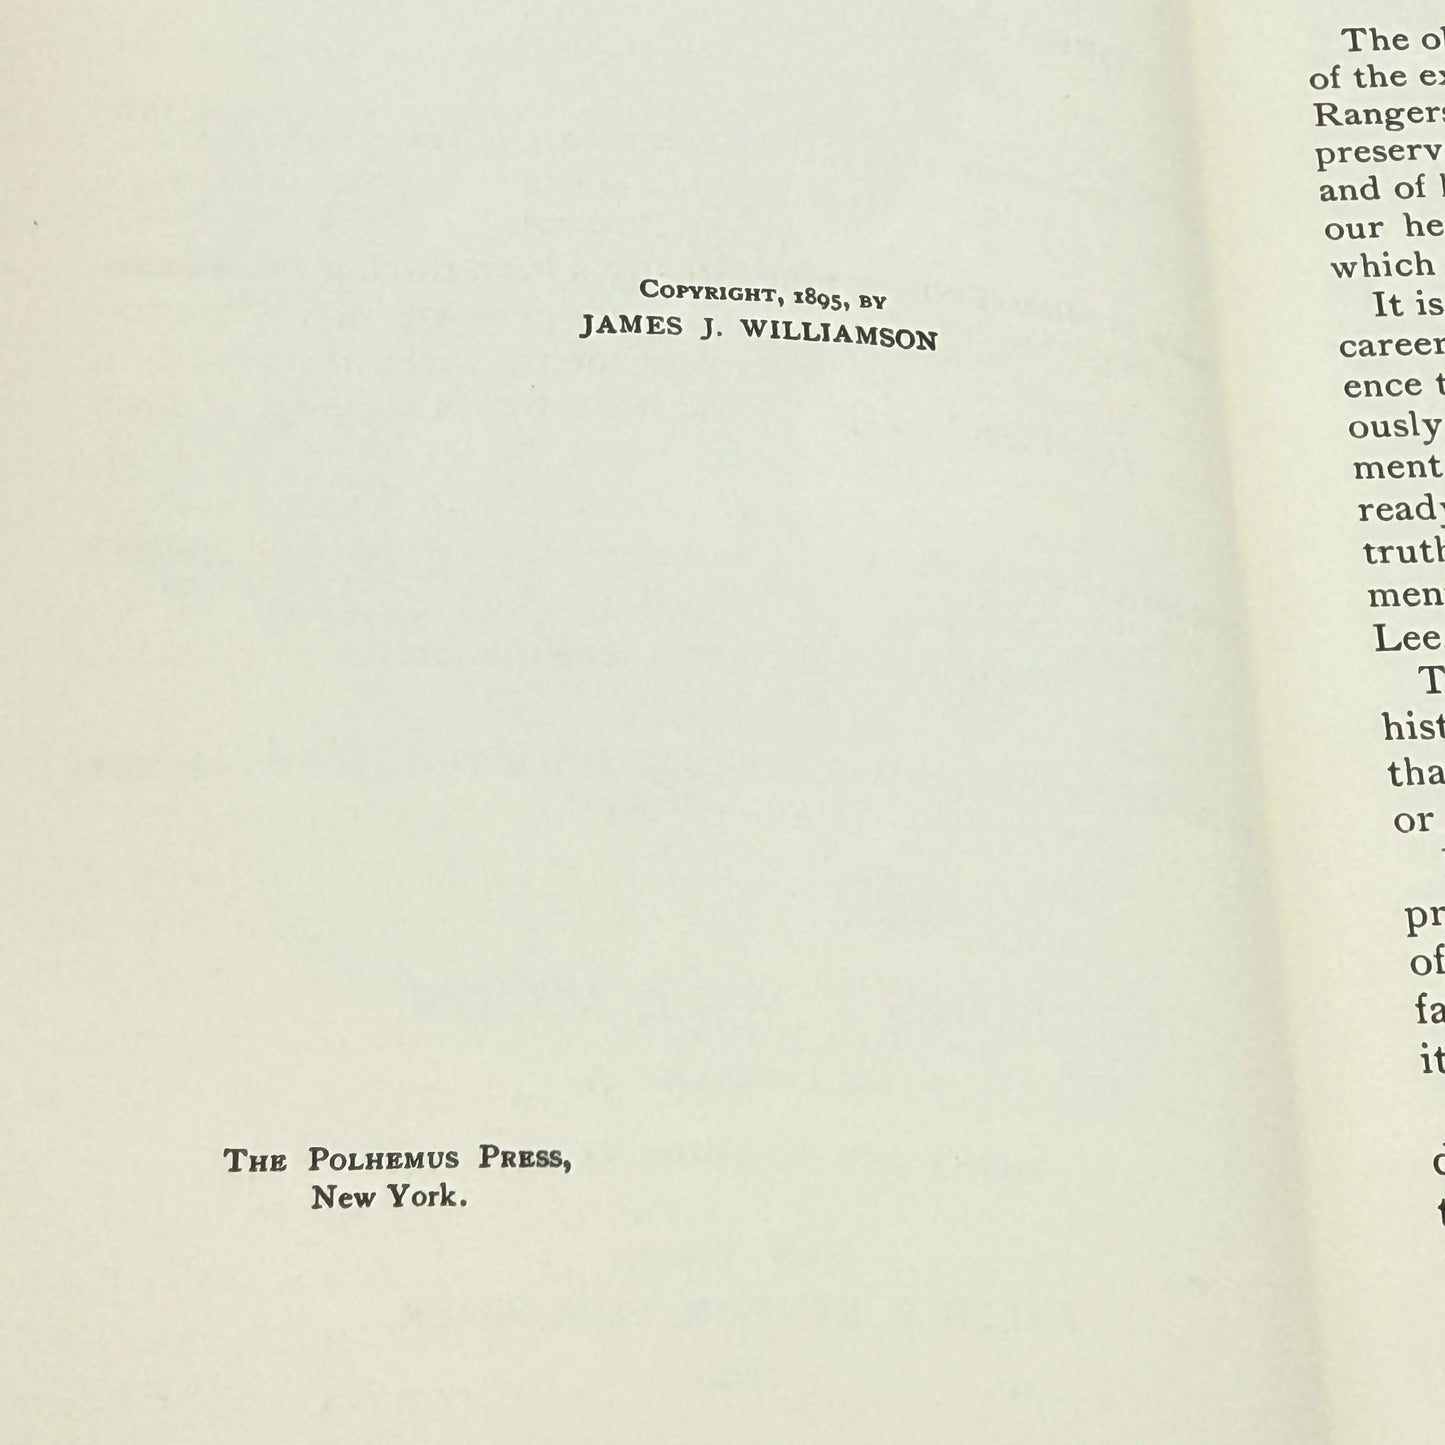 COPYRIGHT, 1895, BY
JAMES J. WILLIAMSON
THE POLHEMUS PRESS,
New York.
The
of the
Rangers
preserv
and of
our he
which
It is
career
ence
ously
ment
ready
truth
men
Lee
T
hist
tha
or
pr
of
fa
it